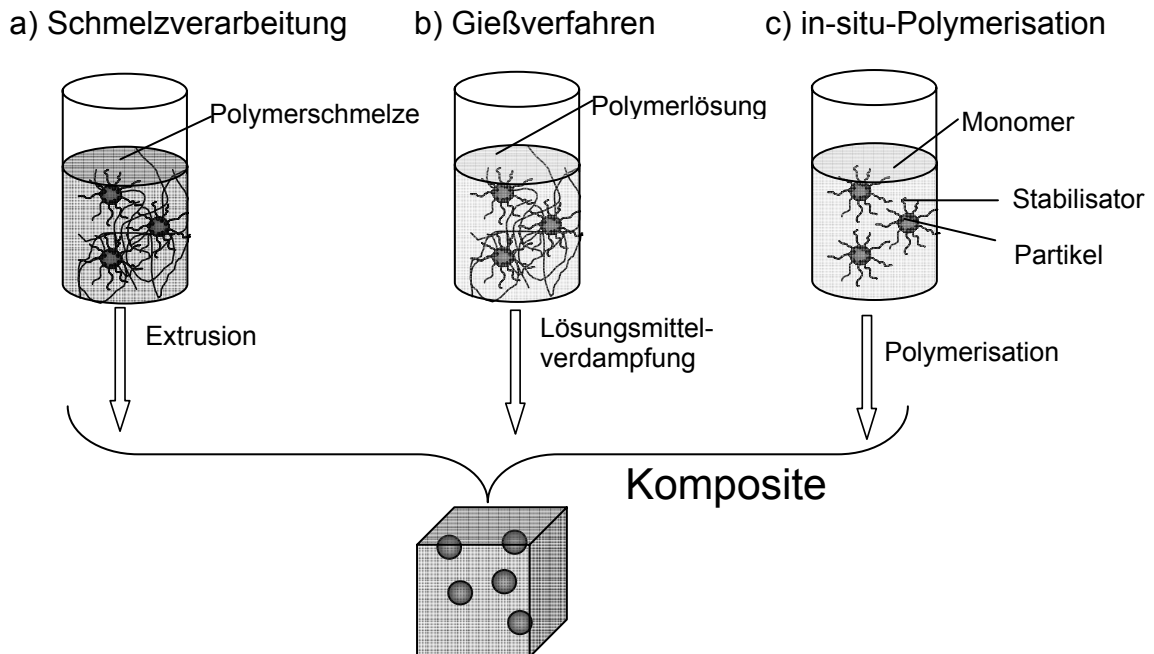 a) Schmelzverarbeitung
b) Gießverfahren
c) in-situ-Polymerisation
Polymerschmelze
Polymerlösung
Monomer
Stabilisator
Partikel
Extrusion
Lösungsmittel-
verdampfung
Polymerisation
Komposite